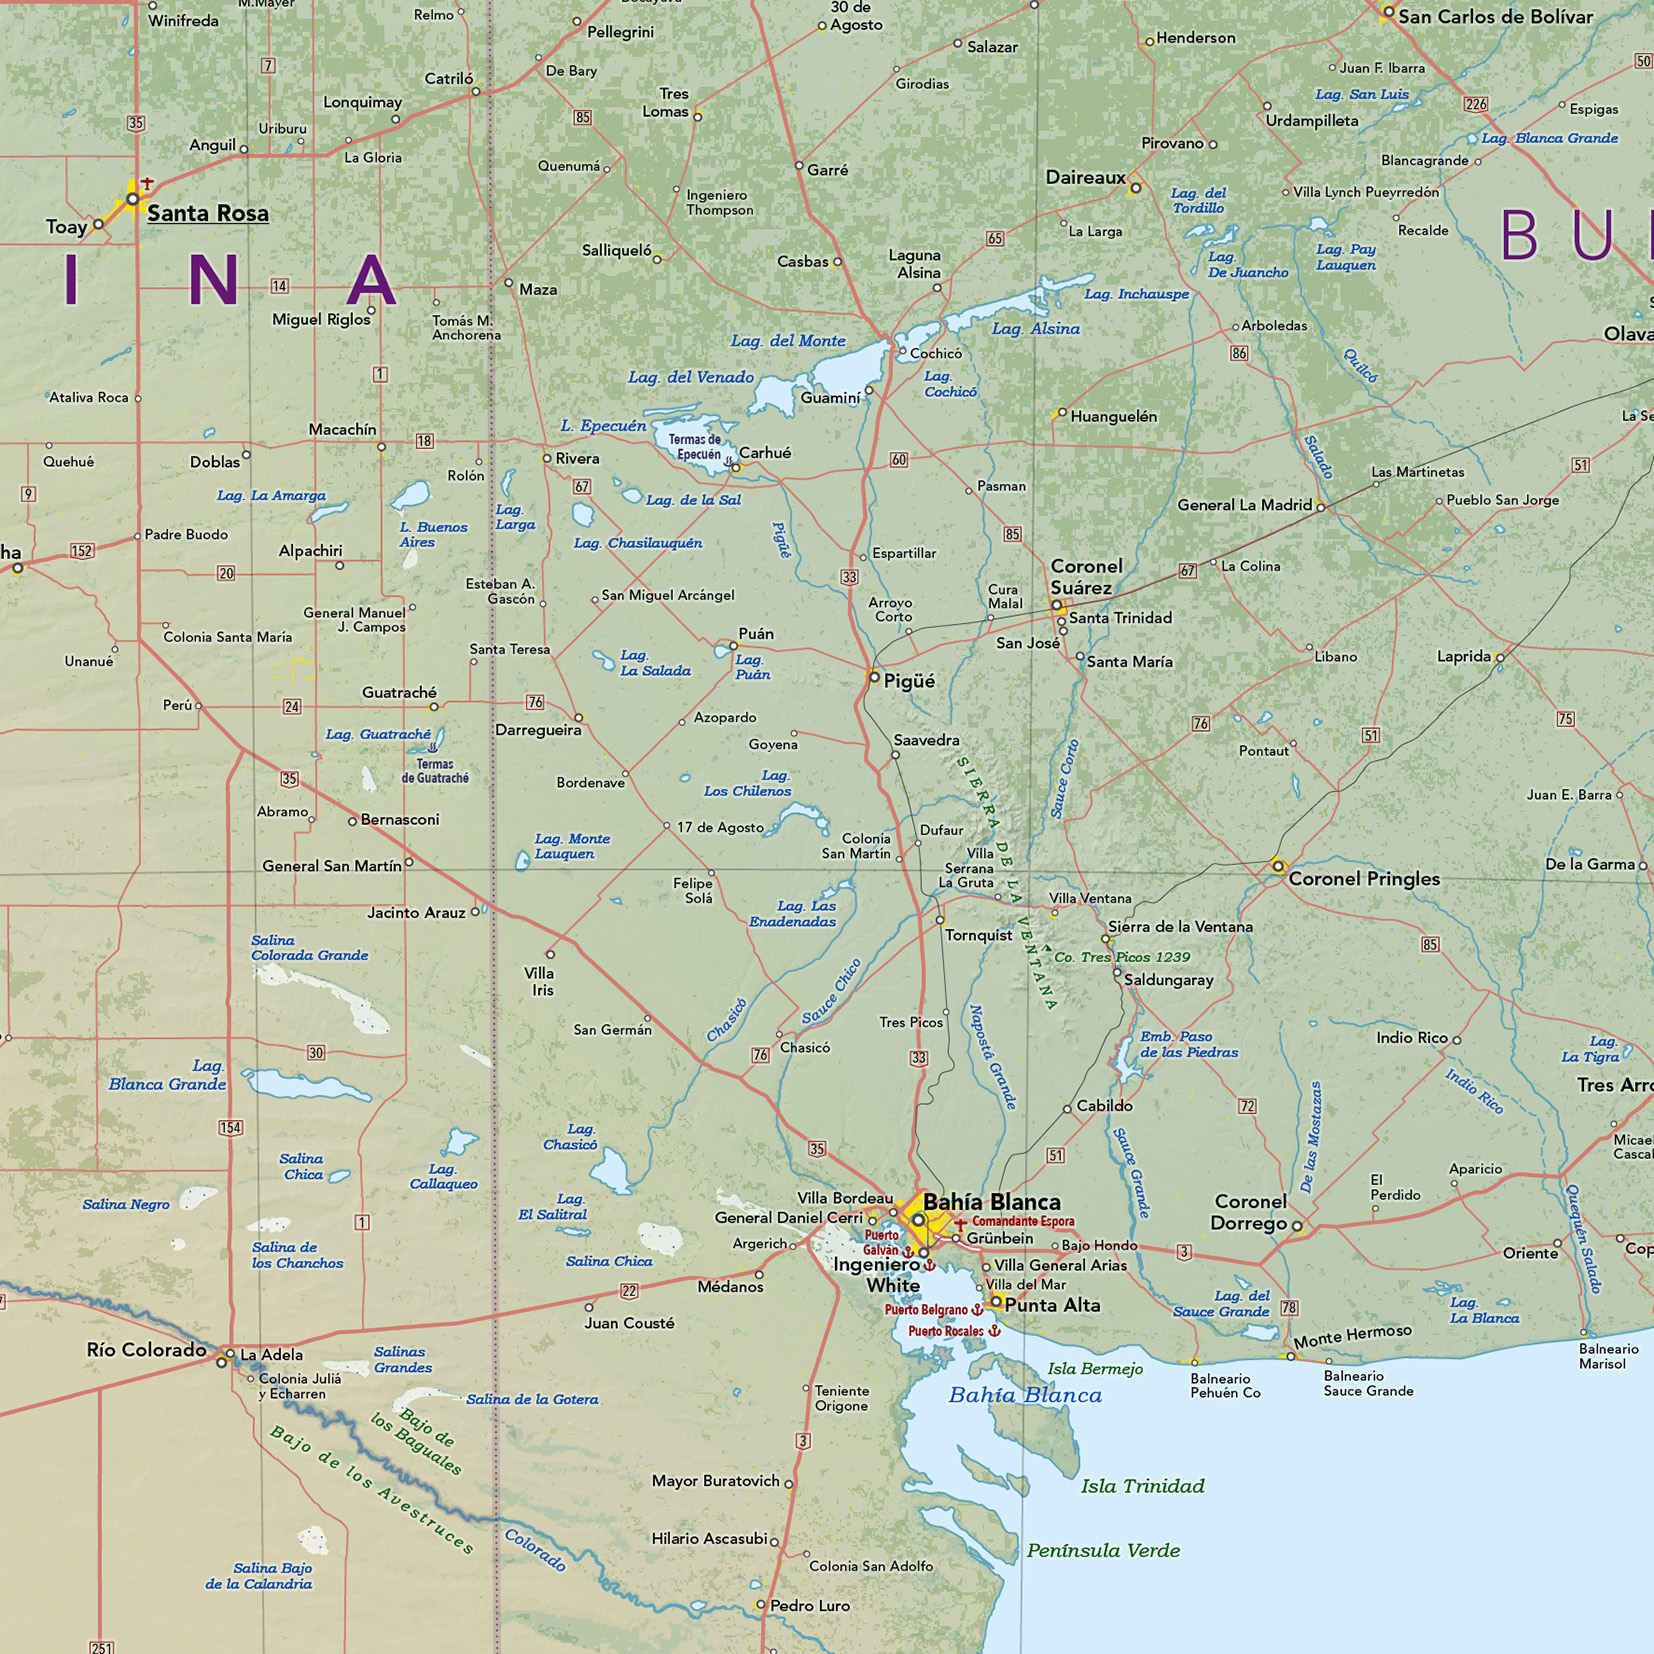 Winifreda
M.Mayer
Relmo
Pellegrini
30 de
Agosto
Salazar
Girodias
Henderson
San Carlos de Bolívar
Juan F. Ibarra
50
7
Catriló
De Bary
Lonquimay
35
Uriburu
Anguil
La Gloria
85
Tres
Lomas
Quenumá
Garré
Ingeniero
Thompson
Lag. San Luis
226
Espigas
Urdampilleta
Lag. Blanca Grande
Pirovano
Blancagrande
Daireaux
Villa Lynch Pueyrredón
Lag. del
Tordillo
Recalde
Santa Rosa
Toay
Salliqueló
Casbas
Laguna
Alsina
65
La Larga
Lag.
De Juancho
Lag. Pay
Lauquen
B U
I N A
14
Maza
Miguel Riglos
Tomás M.
Anchorena
Lag. Inchauspe
Lag. Alsina
Lag. del Monte
Cochicó
Arboledas
86
Olava
Quilcó
1
Lag. del Venado
Guaminí
Lag.
Cochicó
Ataliva Roca
Huanguelén
La Se
L. Epecuén
Termas de
Epecuén
Carhué
Macachín
18
Quehué
Doblas
Rolón
Rivera
60
Salado
51
Las Martinetas
9
Lag. La Amarga
67
Lag. de la Sal
Pasman
General La Madrid
Pueblo San Jorge
L. Buenos
Aires
Lag.
Larga
Lag. Chasilauquén
Pigüé
85
Padre Buodo
ha
152
Alpachiri
Espartillar
20
33
Coronel
Suárez
67
La Colina
Esteban A.
Gascón
San Miguel Arcángel
Arroyo
Corto
Cura
Malal
General Manuel
J. Campos
Santa Trinidad
Colonia Santa María
Puán
San José
Santa María
Líbano
Laprida
Unanué
Santa Teresa
Lag.
La Salada
Lag.
Puán
Pigüé
Perú
24
Guatraché
76
Azopardo
Darregueira
Goyena
Saavedra
76
51
75
Lag. Guatraché
Termas
de Guatraché
Pontaut
35
Bordenave
Lag.
Los Chilenos
Sauce Corto
Juan E. Barra
Abramo
Bernasconi
17 de Agosto
SIERRA DE LA VENTANA
Lag. Monte
Lauquen
Colonia
San Martín
Dufaur
General San Martín
Villa
Serrana
La Gruta
De la Garma
Felipe
Solá
Coronel Pringles
Jacinto Arauz
Lag. Las
Enadenadas
Villa Ventana
Tornquist
Sierra de la Ventana
Salina
Colorada Grande
85
Co. Tres Picos 1239
Villa
Iris
Saldungaray
Chasicó
Sauce Chico
San Germán
Tres Picos
Napostá Grande
Emb. Paso
de las Piedras
Indio Rico
Lag.
La Tigra
30
76
Chasicó
33
Lag.
Blanca Grande
Indio Rico
Tres Arro
Cabildo
72
De las Mostazas
154
Lag.
Chasicó
35
Sauce Grande
Micael
Cascal
Salina
Chica
Lag.
Callaqueo
51
Aparicio
El
Perdido
Salina Negro
Lag.
El Salitral
Villa Bordeau
Bahía Blanca
Coronel
Dorrego
Quequén Salado
1
General Daniel Cerri
Comandante Espora
Argerich
Puerto
Galván
Grünbein
Bajo Hondo
Salina de
los Chanchos
Salina Chica
Ingeniero
White
Villa General Arias
3
Oriente
Cop
Médanos
Villa del Mar
22
Punta Alta
Puerto Belgrano
Lag. del
Sauce Grande
78
Lag.
La Blanca
Juan Cousté
Puerto Rosales
Monte Hermoso
Río Colorado
La Adela
Salinas
Grandes
Isla Bermejo
Balneario
Marisol
Colonia Juliá
y Echarren
Balneario
Pehuén Co
Balneario
Sauce Grande
Salina de la Gotera
Teniente
Origone
Bahía Blanca
Bajo de
los Baguales
Bajo de los Avestruces
3
Mayor Buratovich
Isla Trinidad
Hilario Ascasubi
Península Verde
Colorado
Colonia San Adolfo
Salina Bajo
de la Calandria
Pedro Luro
251